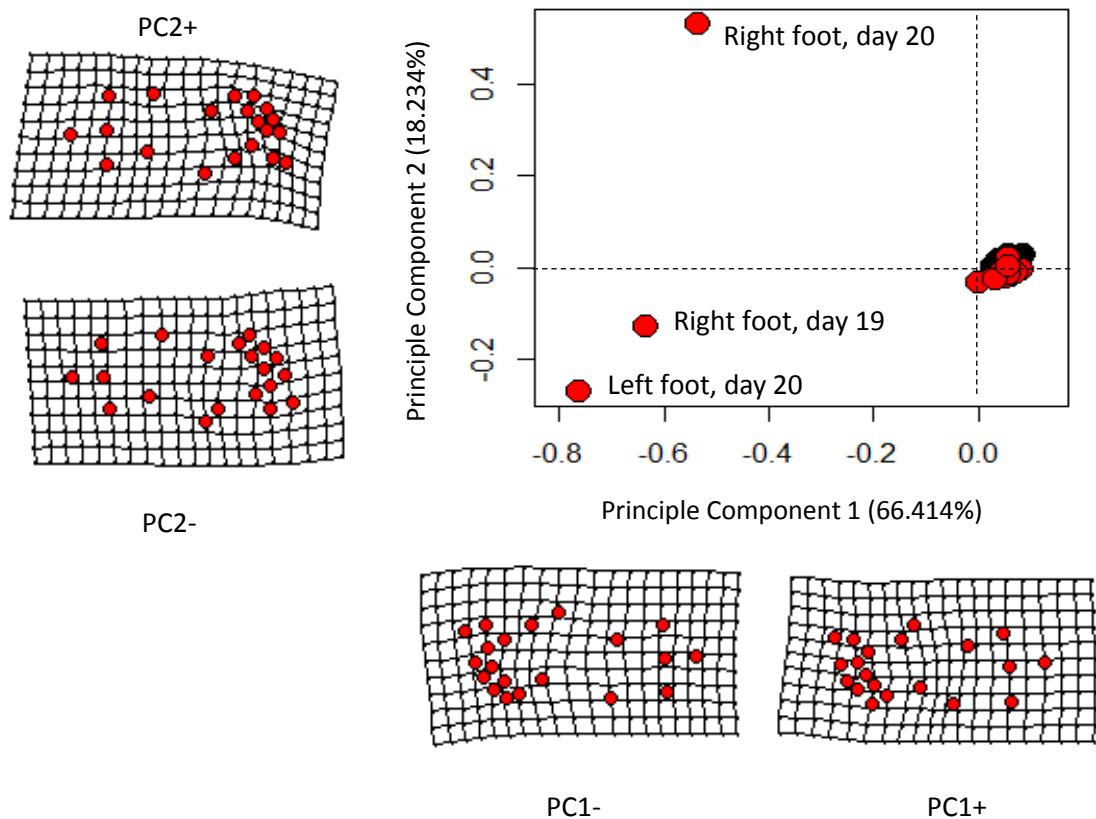 PC2+
PC2-
Principle Component 2 (18.234%)
0.4
0.2
0.0
-0.2
Right foot, day 20
Right foot, day 19
Left foot, day 20
-0.8
-0.6
-0.4
-0.2
0.0
Principle Component 1 (66.414%)
PC1-
PC1+